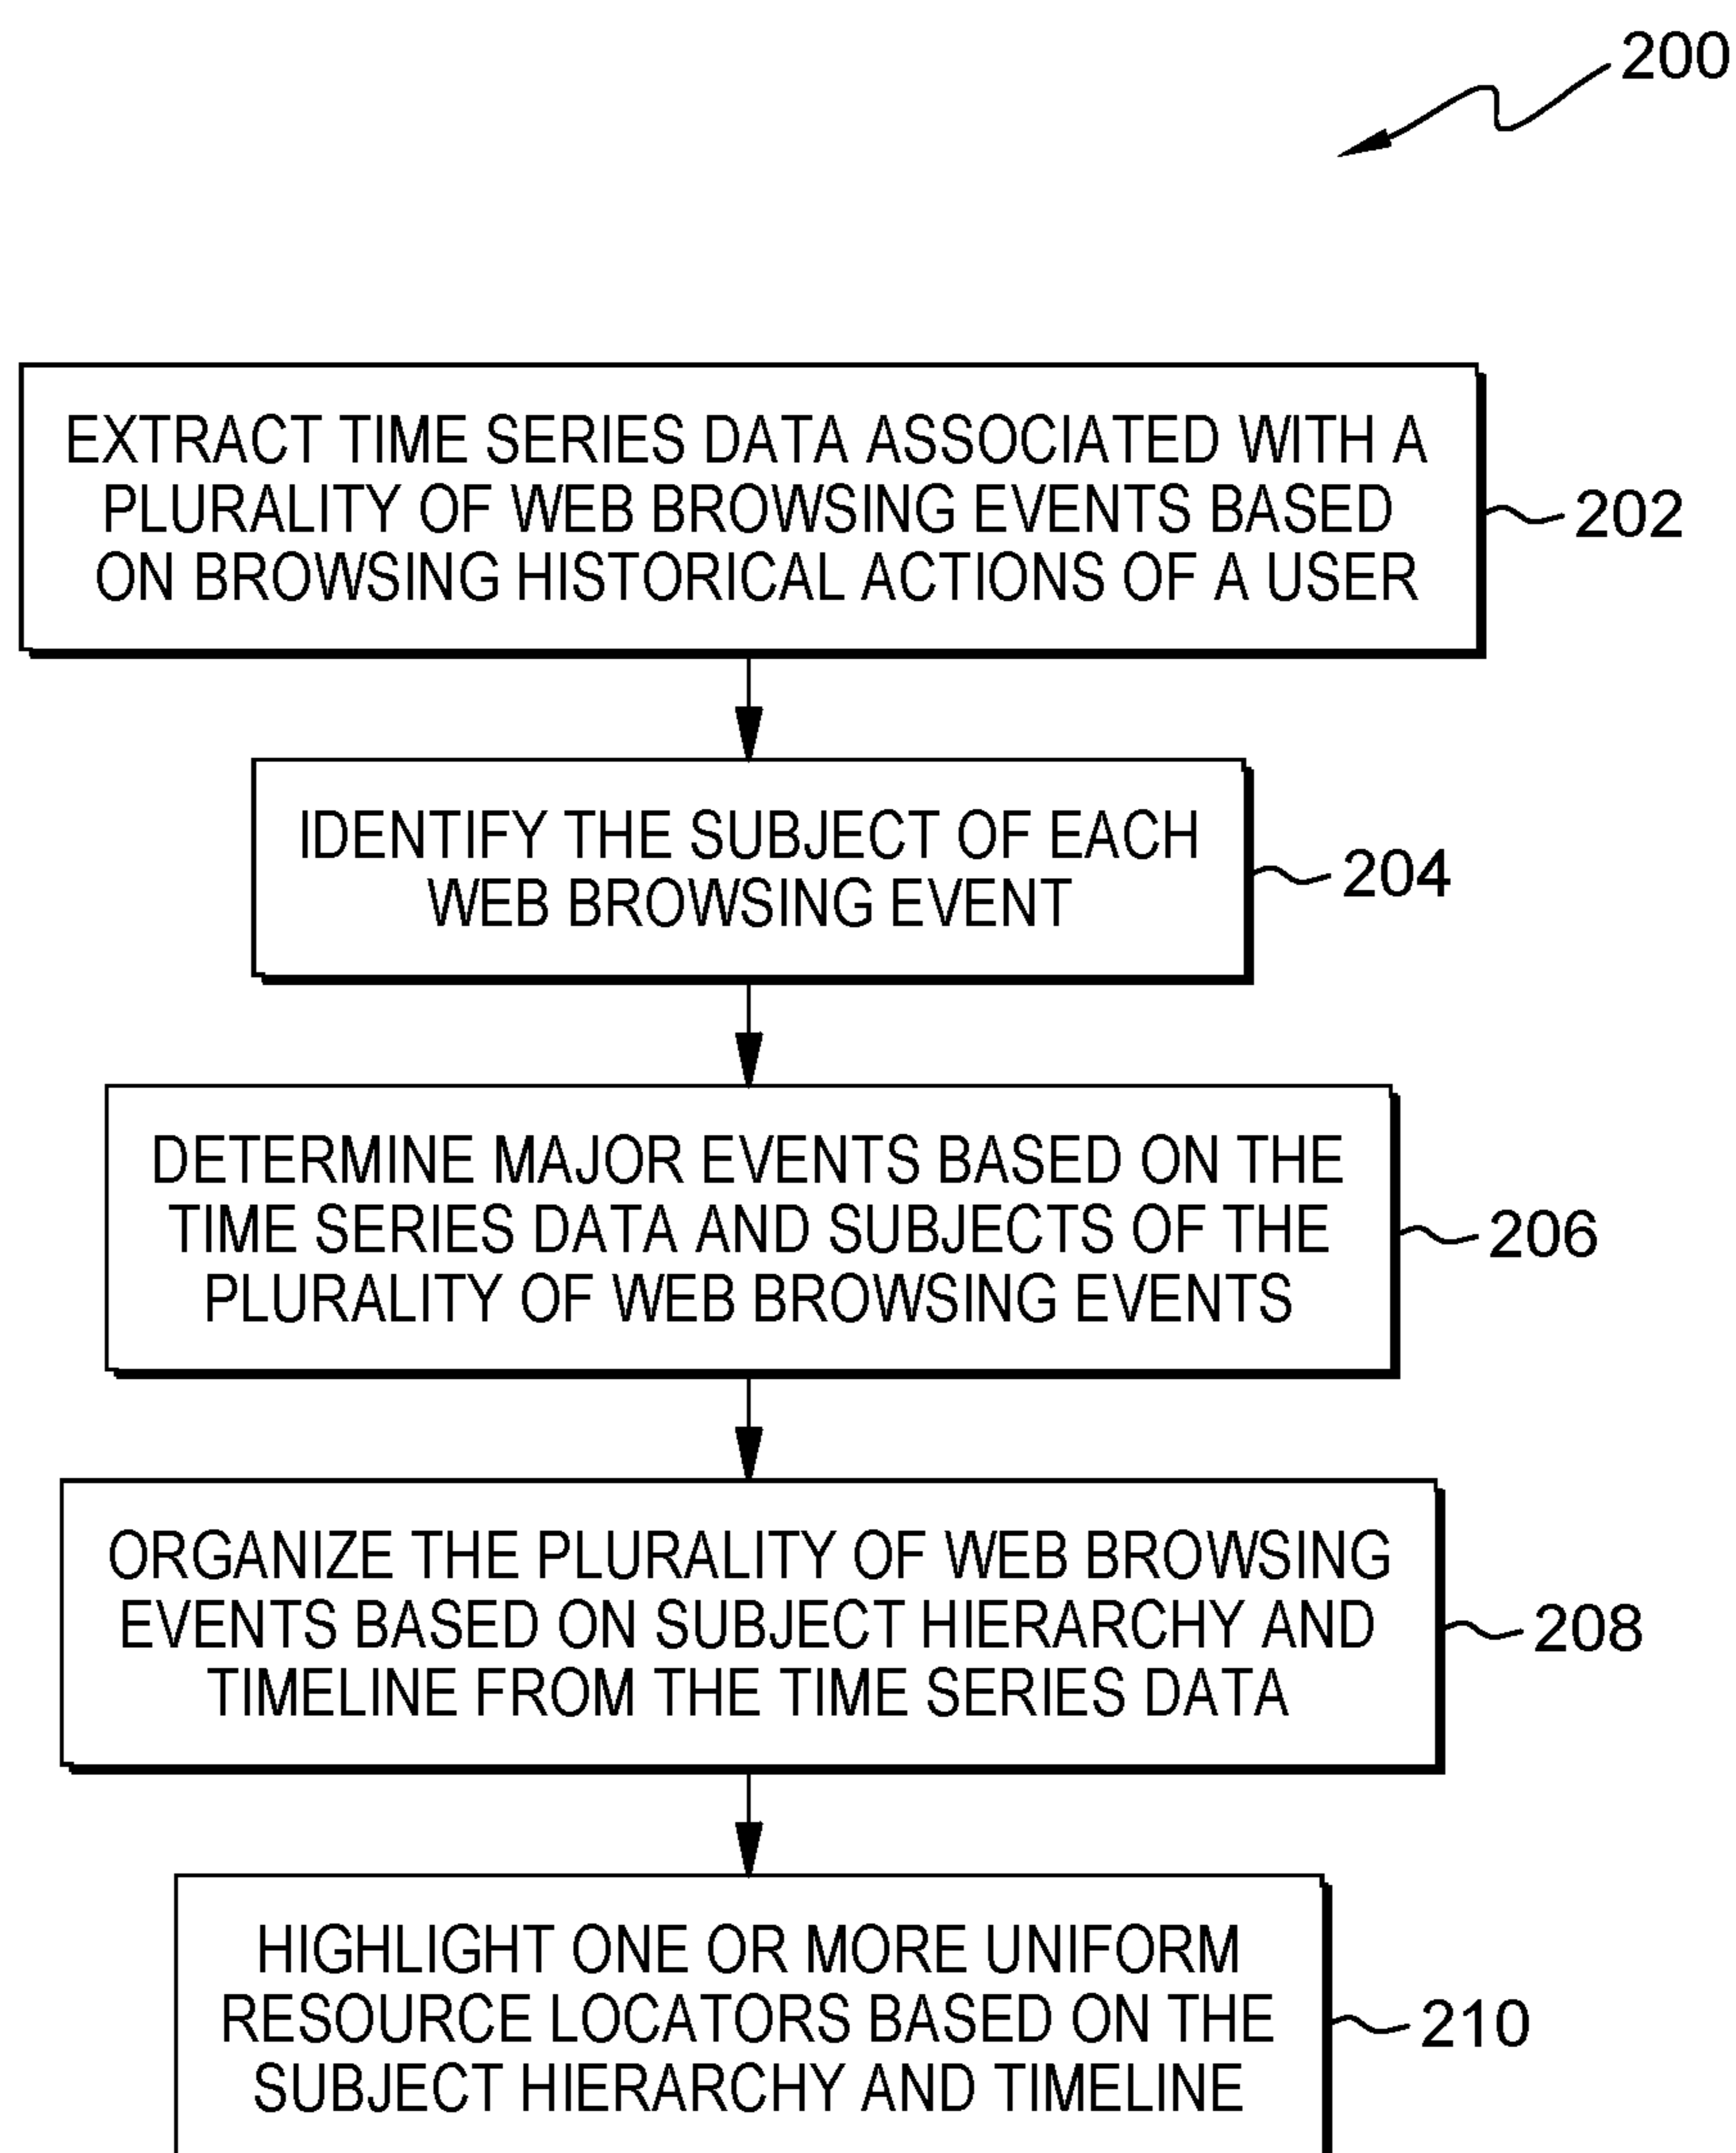 200
EXTRACT TIME SERIES DATA ASSOCIATED WITH A
PLURALITY OF WEB BROWSING EVENTS BASED
ON BROWSING HISTORICAL ACTIONS OF A USER
202
IDENTIFY THE SUBJECT OF EACH
WEB BROWSING EVENT
204
DETERMINE MAJOR EVENTS BASED ON THE
TIME SERIES DATA AND SUBJECTS OF THE
PLURALITY OF WEB BROWSING EVENTS
206
ORGANIZE THE PLURALITY OF WEB BROWSING
EVENTS BASED ON SUBJECT HIERARCHY AND
TIMELINE FROM THE TIME SERIES DATA
208
HIGHLIGHT ONE OR MORE UNIFORM
RESOURCE LOCATORS BASED ON THE
SUBJECT HIERARCHY AND TIMELINE
210